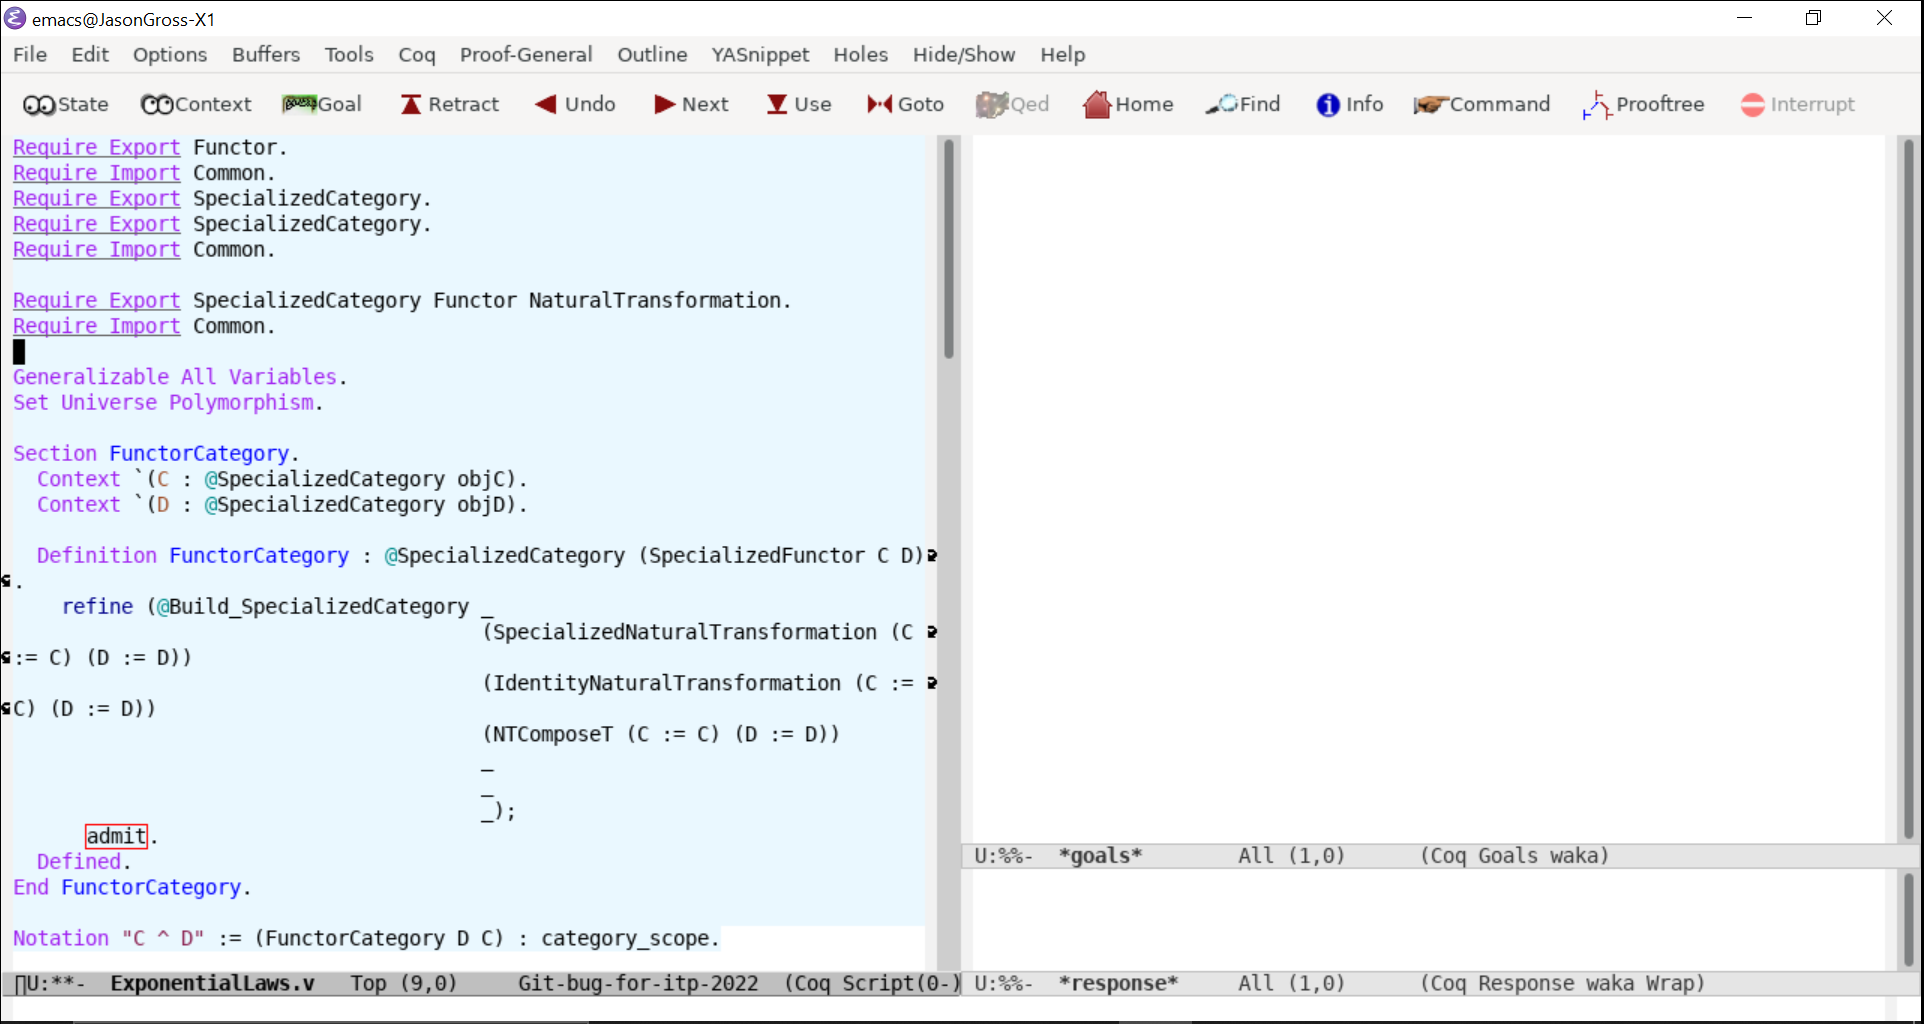 emacs@JasonGross-X1
File Edit Options Buffers Tools Coq Proof-General Outline YASnippet Holes Hide/Show Help
State Context Goal Retract Undo Next Use Goto Qed Home Find Info Command Prooftree Interrupt
Require Export Functor.
Require Import Common.
Require Export SpecializedCategory.
Require Export SpecializedCategory.
Require Import Common.
Require Export SpecializedCategory Functor NaturalTransformation.
Require Import Common.
Generalizable All Variables.
Set Universe Polymorphism.
Section FunctorCategory.
  Context `(C : @SpecializedCategory objC).
  Context `(D : @SpecializedCategory objD).
  Definition FunctorCategory : @SpecializedCategory (SpecializedFunctor C D)
.
    refine (@Build_SpecializedCategory _
                                       (SpecializedNaturalTransformation (C
:= C) (D := D))
                                       (IdentityNaturalTransformation (C :=
C) (D := D))
                                       (NTComposeT (C := C) (D := D))
                                       _
                                       _
                                       _);
      admit.
  Defined.
End FunctorCategory.
Notation "C ^ D" := (FunctorCategory D C) : category_scope.
U:**-  ExponentialLaws.v   Top (9,0)     Git-bug-for-itp-2022  (Coq Script(0-)
U:%%-  *goals*        All (1,0)      (Coq Goals waka)
U:%%-  *response*     All (1,0)      (Coq Response waka Wrap)